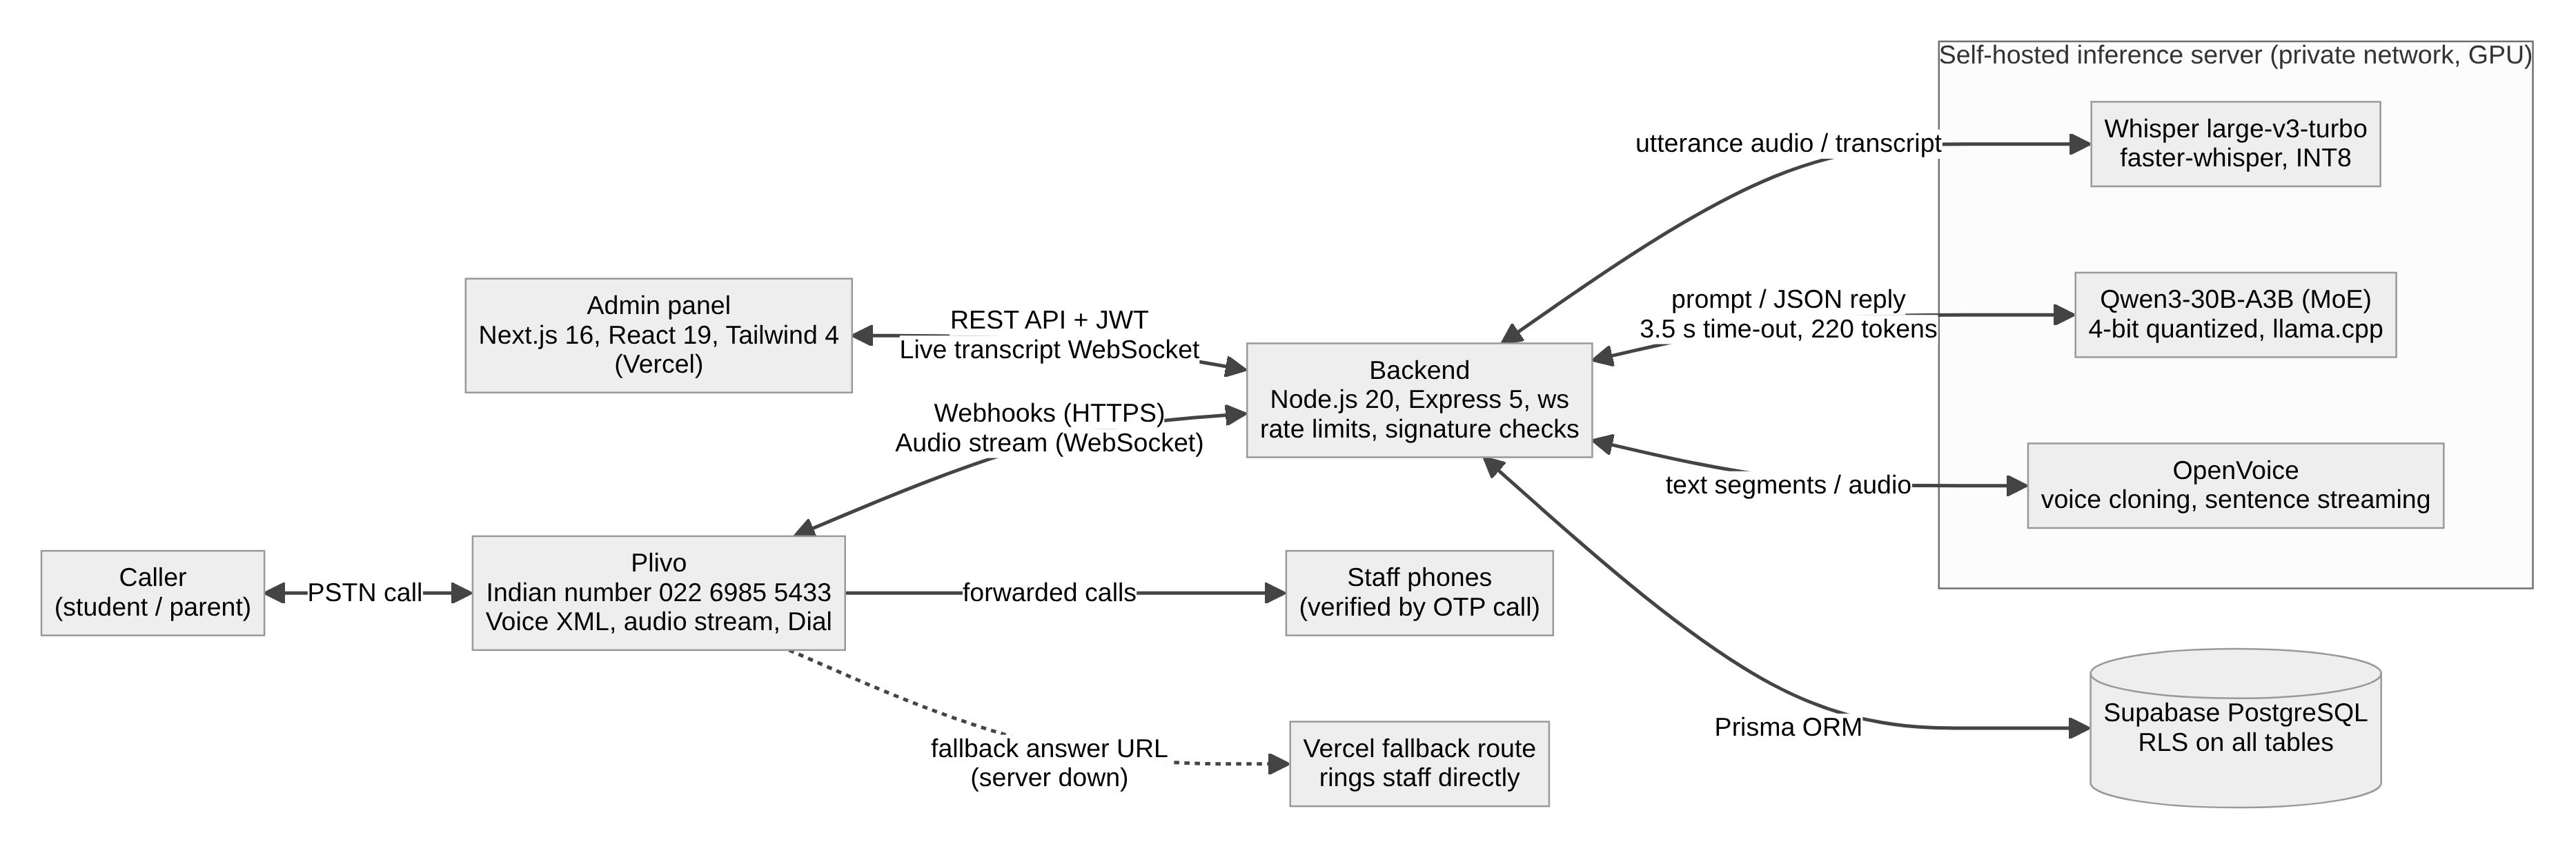 Self-hosted inference server (private network, GPU)
Whisper large-v3-turbo
faster-whisper, INT8
utterance audio / transcript
Qwen3-30B-A3B (MoE)
4-bit quantized, llama.cpp
prompt / JSON reply
3.5 s time-out, 220 tokens
Admin panel
Next.js 16, React 19, Tailwind 4
(Vercel)
REST API + JWT
Live transcript WebSocket
Backend
Node.js 20, Express 5, ws
rate limits, signature checks
Webhooks (HTTPS)
Audio stream (WebSocket)
text segments / audio
OpenVoice
voice cloning, sentence streaming
Caller
(student / parent)
PSTN call
Plivo
Indian number 022 6985 5433
Voice XML, audio stream, Dial
forwarded calls
Staff phones
(verified by OTP call)
fallback answer URL
(server down)
Vercel fallback route
rings staff directly
Prisma ORM
Supabase PostgreSQL
RLS on all tables